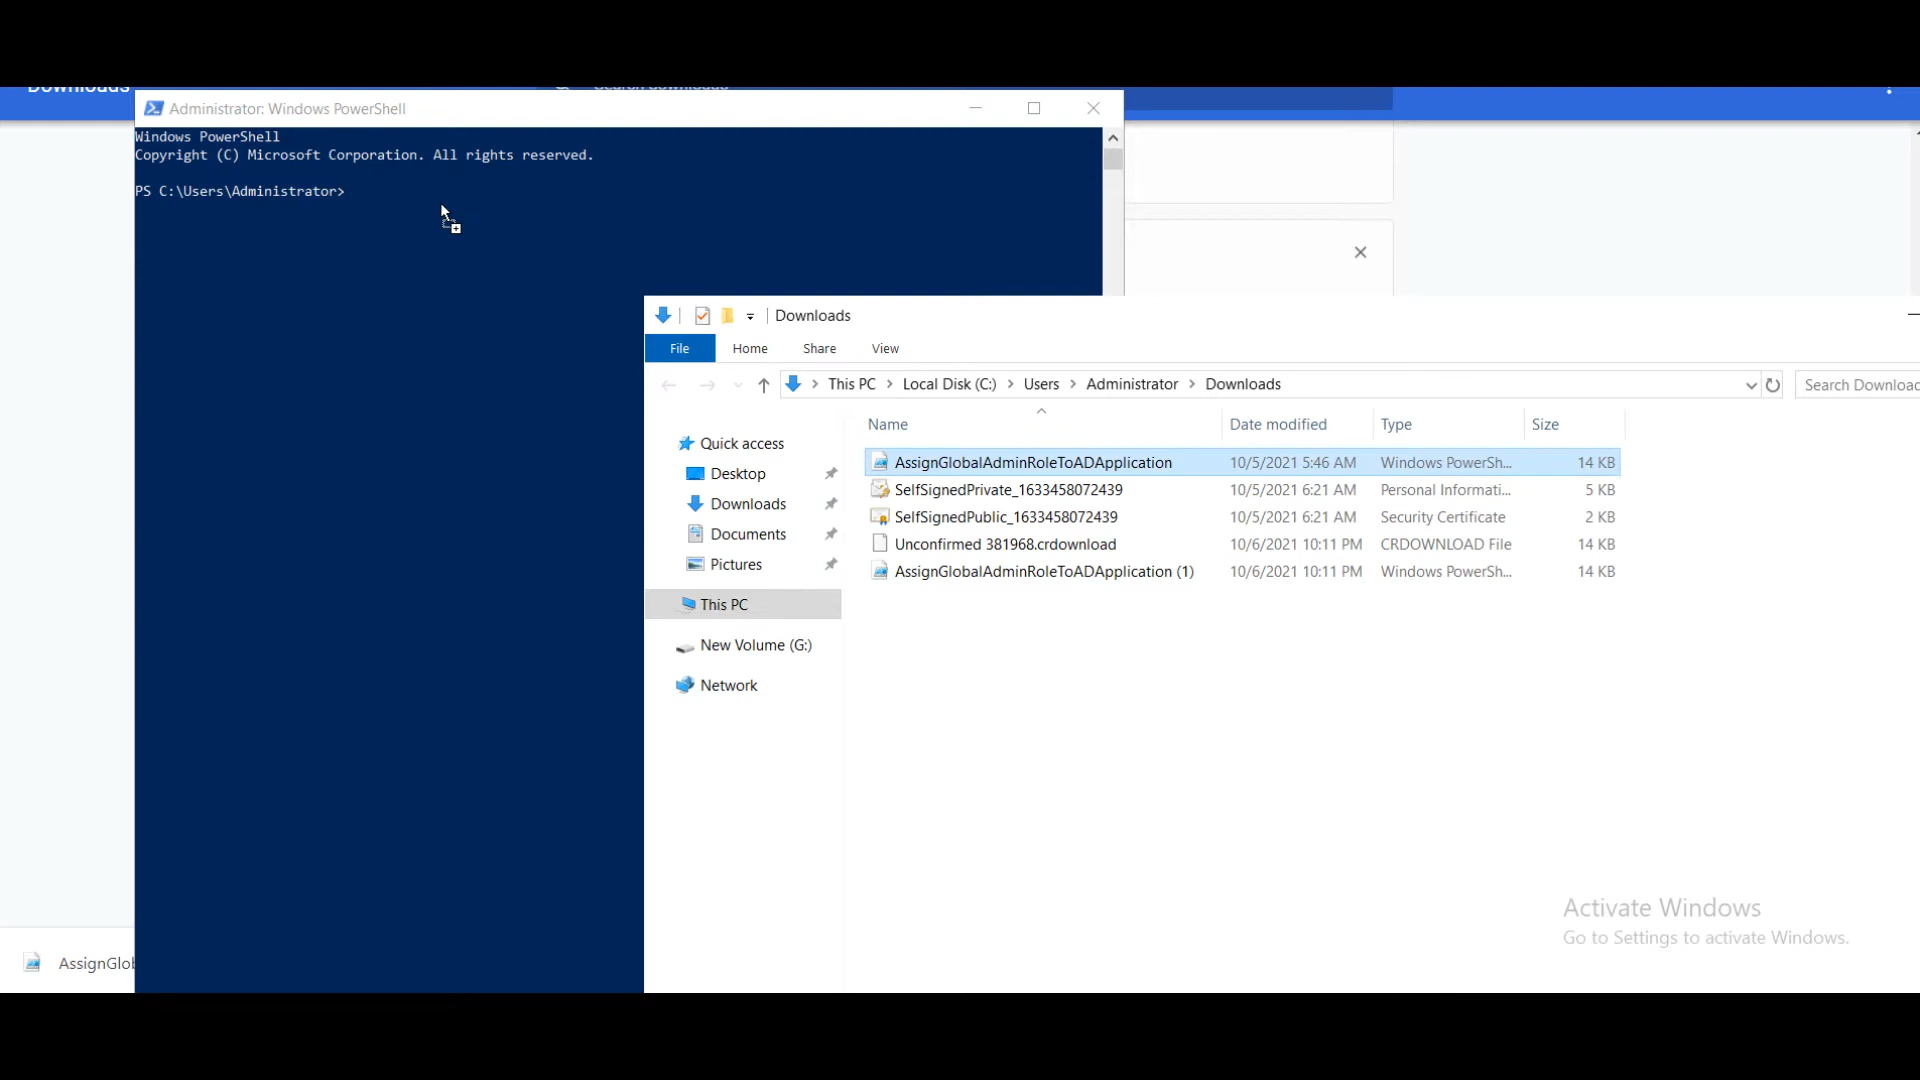 Downloads
Search downloads
Administrator: Windows PowerShell
Windows PowerShell
Copyright (C) Microsoft Corporation. All rights reserved.
PS C:\Users\Administrator>
Downloads
File Home Share View
This PC Local Disk (C:) Users Administrator Downloads
Search Downloac
Name Date modified Type Size
Quick access
Desktop
Downloads
Documents
Pictures
This PC
New Volume (G:)
Network
AssignGlobalAdminRoleToADApplication 10/5/2021 5:46 AM Windows PowerSh... 14 KB
SelfSignedPrivate_1633458072439 10/5/2021 6:21 AM Personal Informati... 5 KB
SelfSignedPublic_1633458072439 10/5/2021 6:21 AM Security Certificate 2 KB
Unconfirmed 381968.crdownload 10/6/2021 10:11 PM CRDOWNLOAD File 14 KB
AssignGlobalAdminRoleToADApplication (1) 10/6/2021 10:11 PM Windows PowerSh... 14 KB
Activate Windows
Go to Settings to activate Windows.
AssignGlob